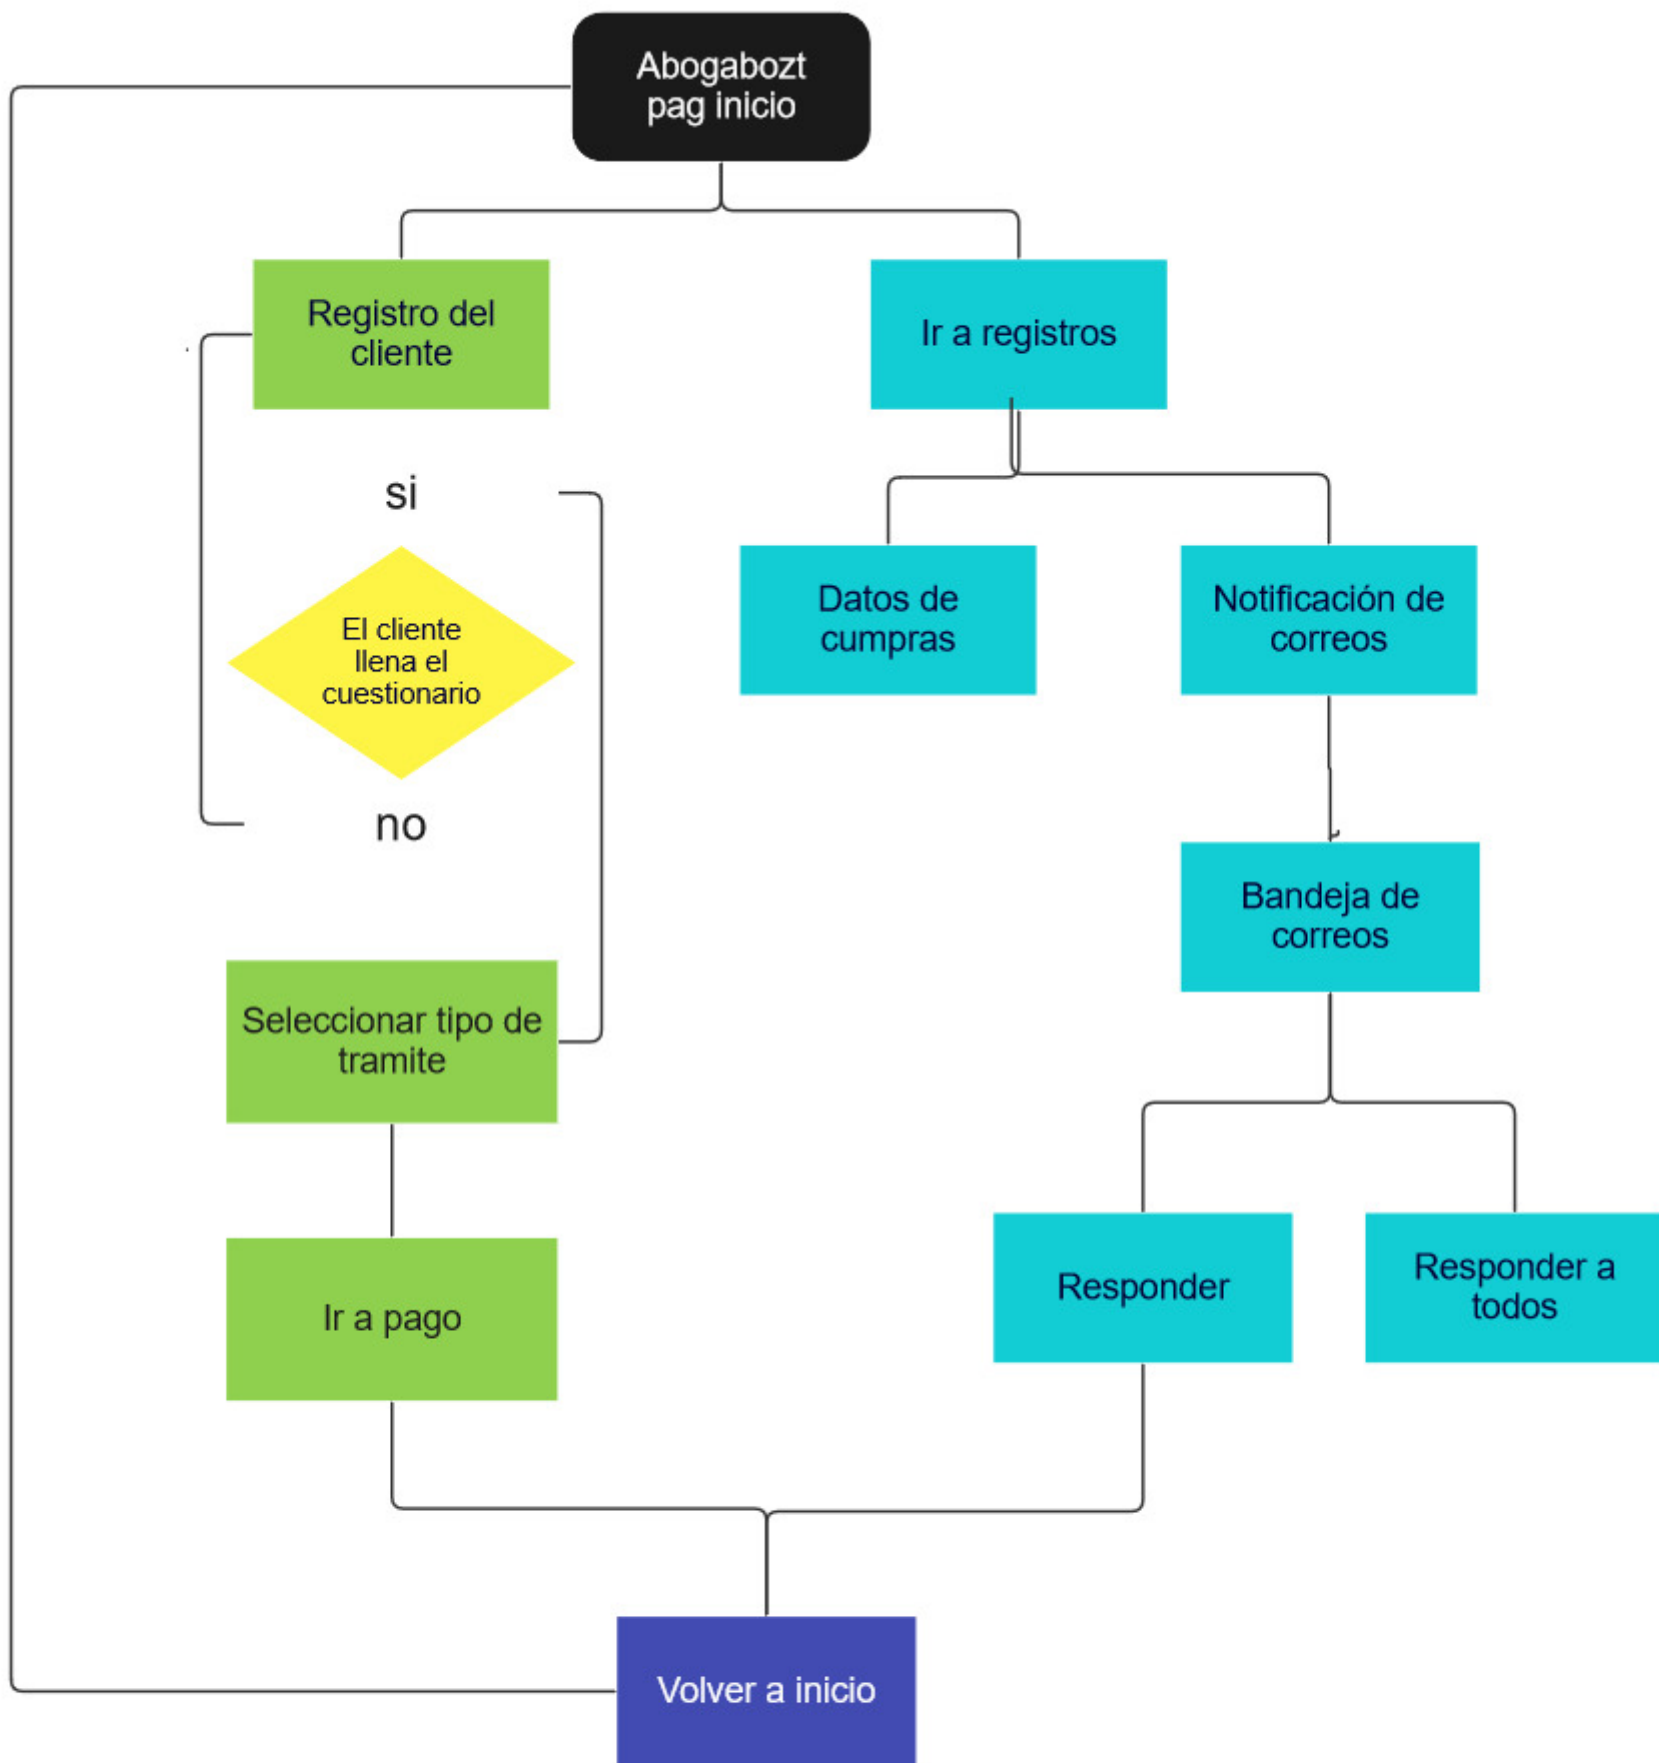 Abogabozt
pag inicio
Registro del
cliente
Ir a registros
si
El cliente
llena el
cuestionario
no
Datos de
cumpras
Notificación de
correos
Bandeja de
correos
Seleccionar tipo de
tramite
Ir a pago
Responder
Responder a
todos
Volver a inicio